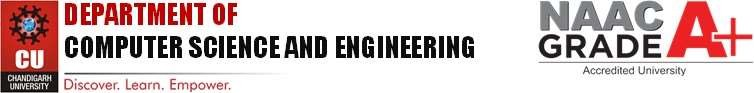 CU
CHANDIGARH
UNIVERSITY
DEPARTMENT OF
COMPUTER SCIENCE AND ENGINEERING
Discover. Learn. Empower.
NAAC
GRADE A+
Accredited University